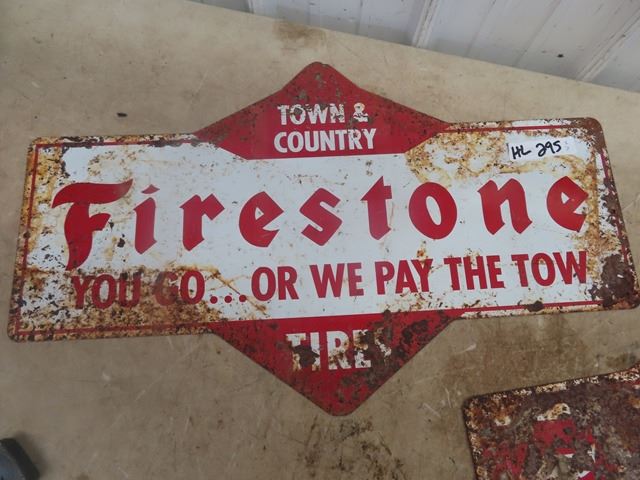 TOWN &
COUNTRY
HL 295
Firestone
YOU GO...OR WE PAY THE TOW
TIRES